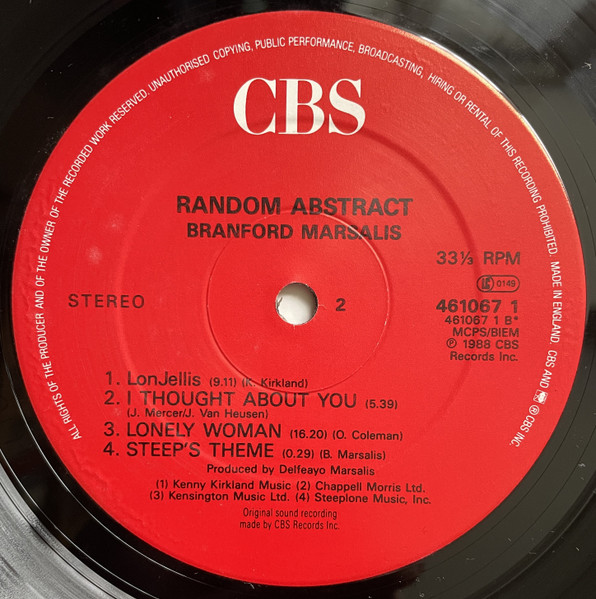 ALL RIGHTS OF THE PRODUCER AND OF THE OWNER OF THE RECORDED WORK RESERVED. UNAUTHORISED COPYING, PUBLIC PERFORMANCE, BROADCASTING, HIRING OR RENTAL OF THIS RECORDING PROHIBITED. MADE IN ENGLAND. CBS AND ® CBS INC.
CBS
RANDOM ABSTRACT
BRANFORD MARSALIS
33⅓ RPM
LC 0149
STEREO
2
461067 1
461067 1 B*
MCPS/BIEM
℗ 1988 CBS
Records Inc.
1. LonJellis (9.11) (K. Kirkland)
2. I THOUGHT ABOUT YOU (5.39)
(J. Mercer/J. Van Heusen)
3. LONELY WOMAN (16.20) (O. Coleman)
4. STEEP'S THEME (0.29) (B. Marsalis)
Produced by Delfeayo Marsalis
(1) Kenny Kirkland Music (2) Chappell Morris Ltd.
(3) Kensington Music Ltd. (4) Steeplone Music, Inc.
Original sound recording
made by CBS Records Inc.